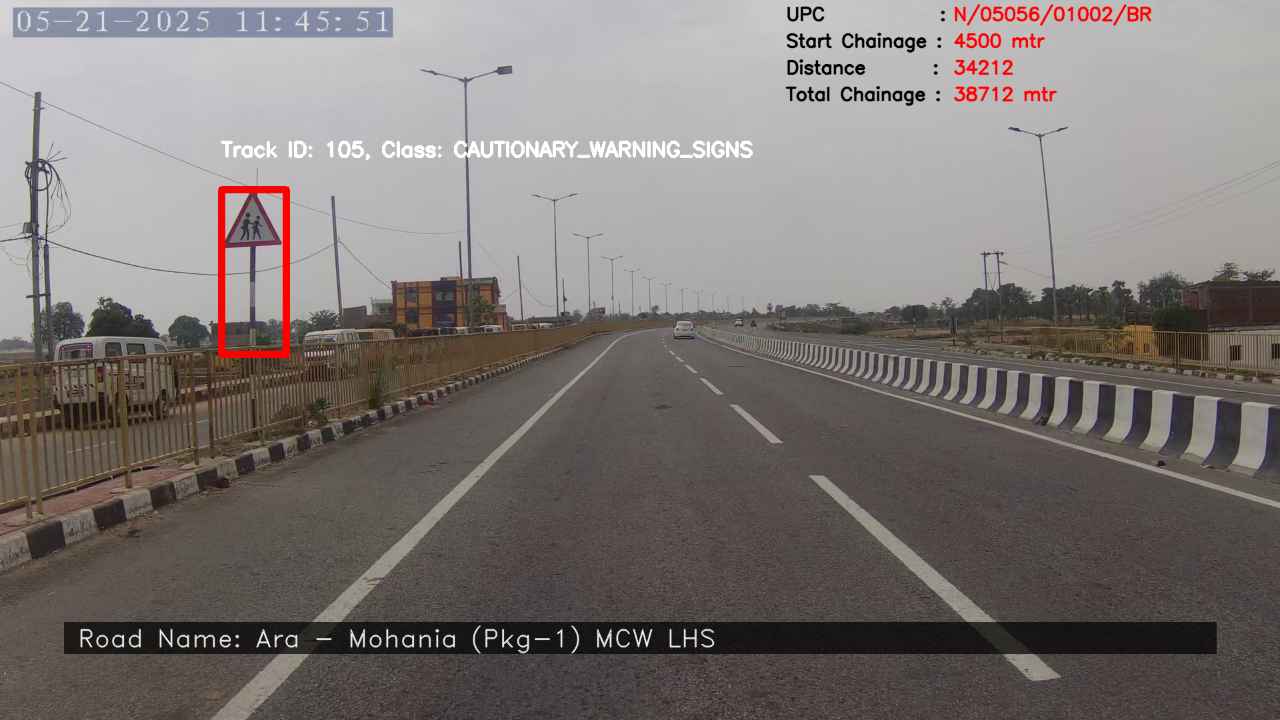 05-21-2025 11:45:51
UPC : N/05056/01002/BR
Start Chainage : 4500 mtr
Distance : 34212
Total Chainage : 38712 mtr
Track ID: 105, Class: CAUTIONARY_WARNING_SIGNS
Road Name: Ara - Mohania (Pkg-1) MCW LHS